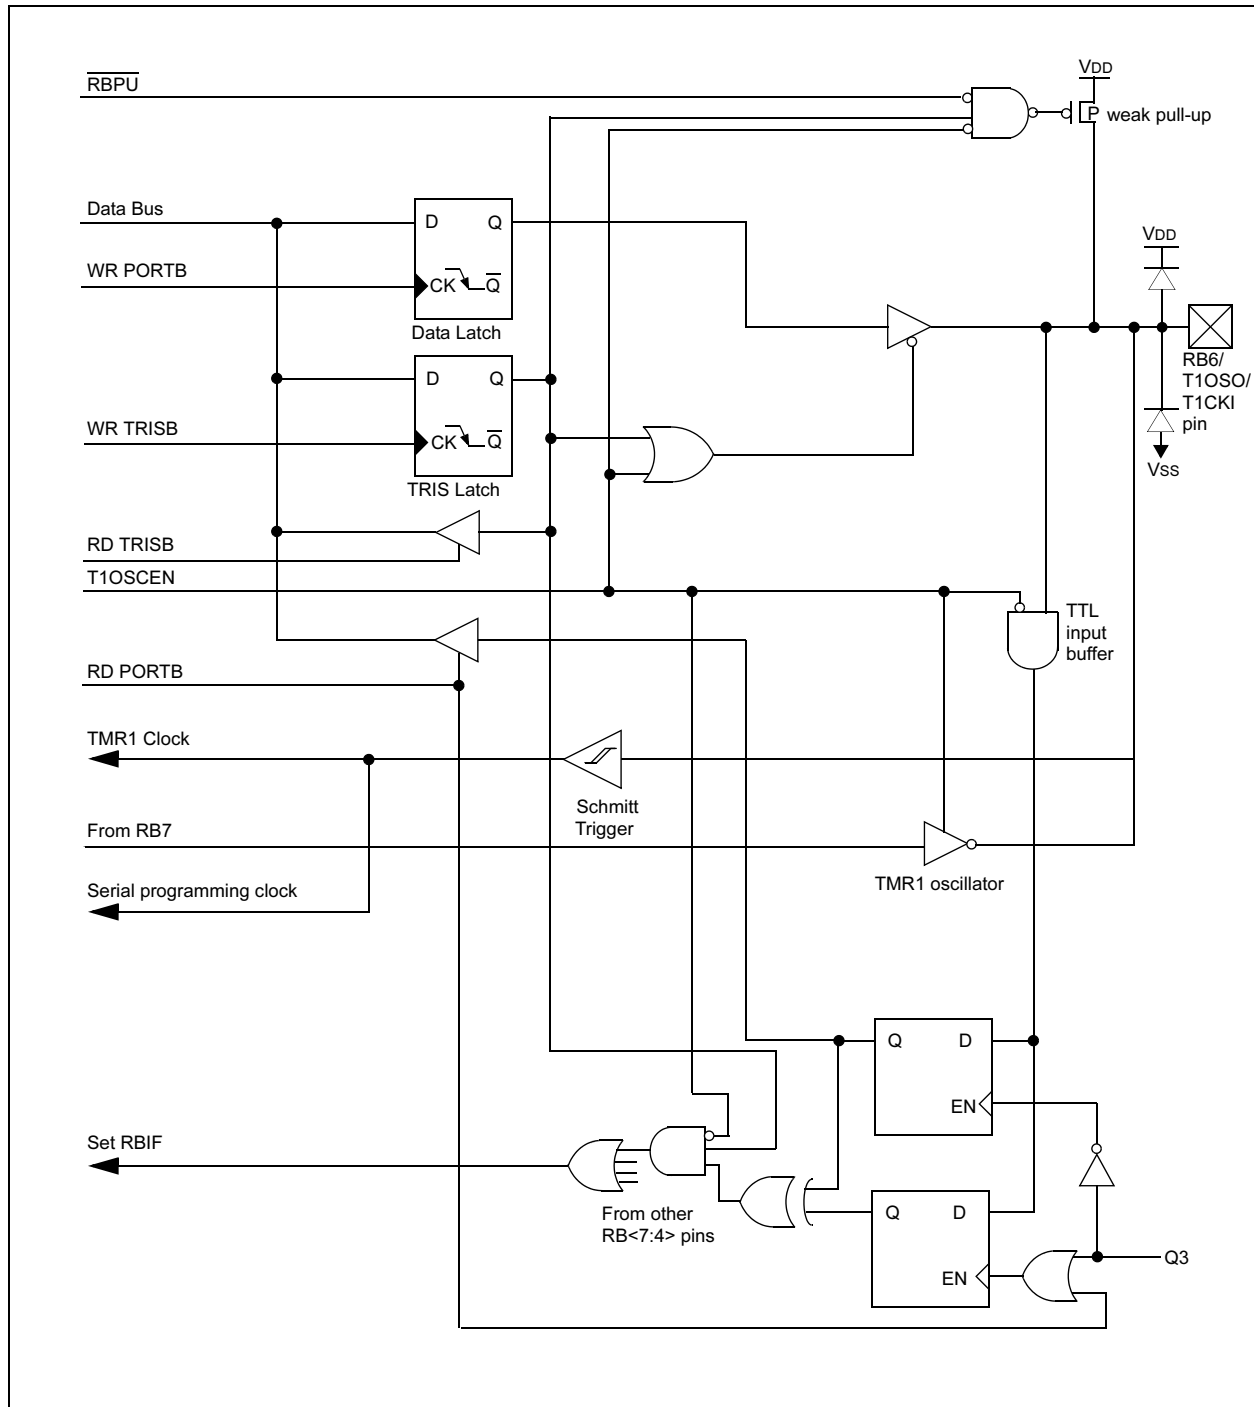 RBPU
VDD
P
weak pull-up
Data Bus
D
Q
WR PORTB
CK
Q
Data Latch
VDD
RB6/
T1OSO/
T1CKI
pin
VSS
D
Q
WR TRISB
CK
Q
TRIS Latch
RD TRISB
T1OSCEN
TTL
input
buffer
RD PORTB
TMR1 Clock
Schmitt
Trigger
From RB7
TMR1 oscillator
Serial programming clock
Q
D
EN
Set RBIF
From other
RB<7:4> pins
Q
D
EN
Q3